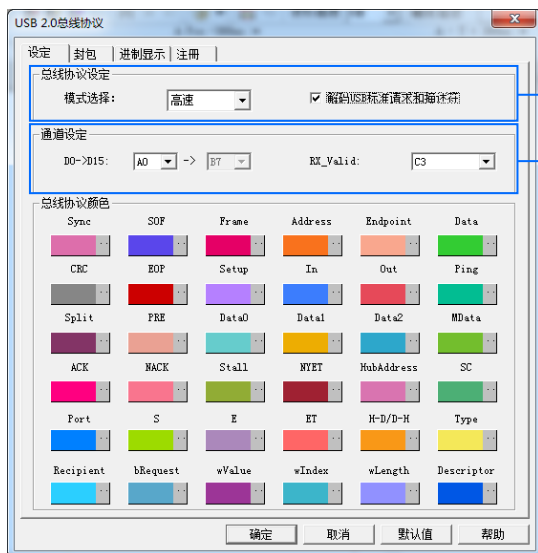 USB 2.0总线协议
设定 封包 进制显示 注册
总线协议设定
模式选择: 高速 解码USB标准请求和描述符
通道设定
D0->D15: A0 -> B7 RX_Valid: C3
总线协议颜色
Sync SOF Frame Address Endpoint Data
CRC EOP Setup In Out Ping
Split PRE Data0 Data1 Data2 MData
ACK NACK Stall NYET HubAddress SC
Port S E ET H-D/D-H Type
Recipient bRequest wValue wIndex wLength Descriptor
确定 取消 默认值 帮助